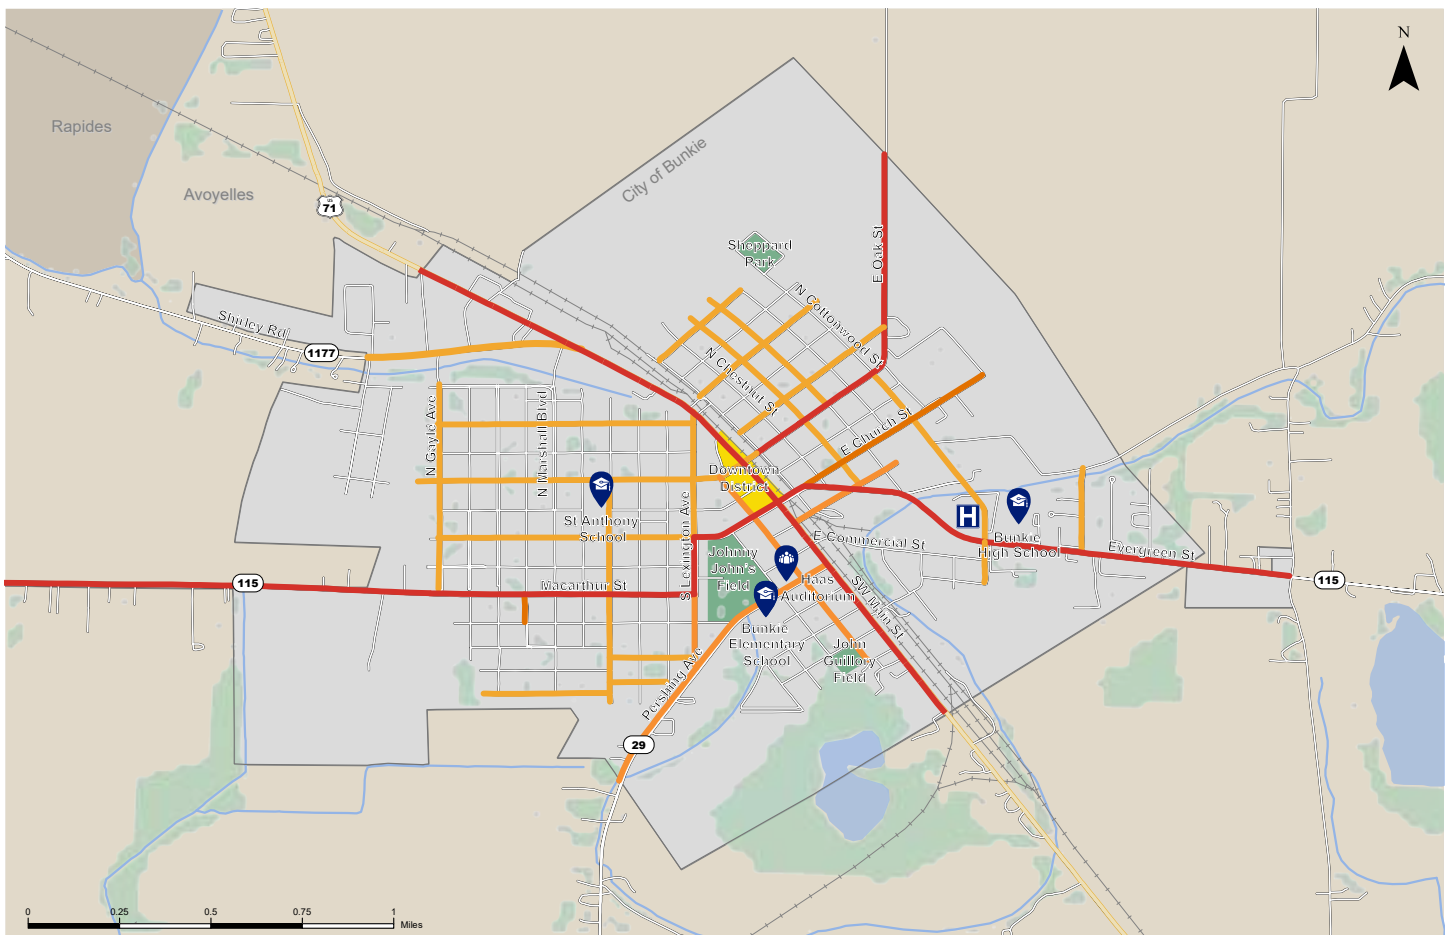 N
Rapides
City of Bunkie
Avoyelles
US
71
E Oak St
Sheppard
Park
N Cottonwood St
Shirley Rd
1177
N Chestnut St
N Gayle Ave
N Marshall Blvd
E Church St
Downtown
District
H
St Anthony
School
S Lexington Ave
E Commercial St
Bunkie
High School
Evergreen St
Johnny
John's
Field
115
Macarthur St
Haas
Auditorium
SW Main St
115
Bunkie
Elementary
School
John
Guillory
Field
Pershing Ave
29
0
0.25
0.5
0.75
1
Miles